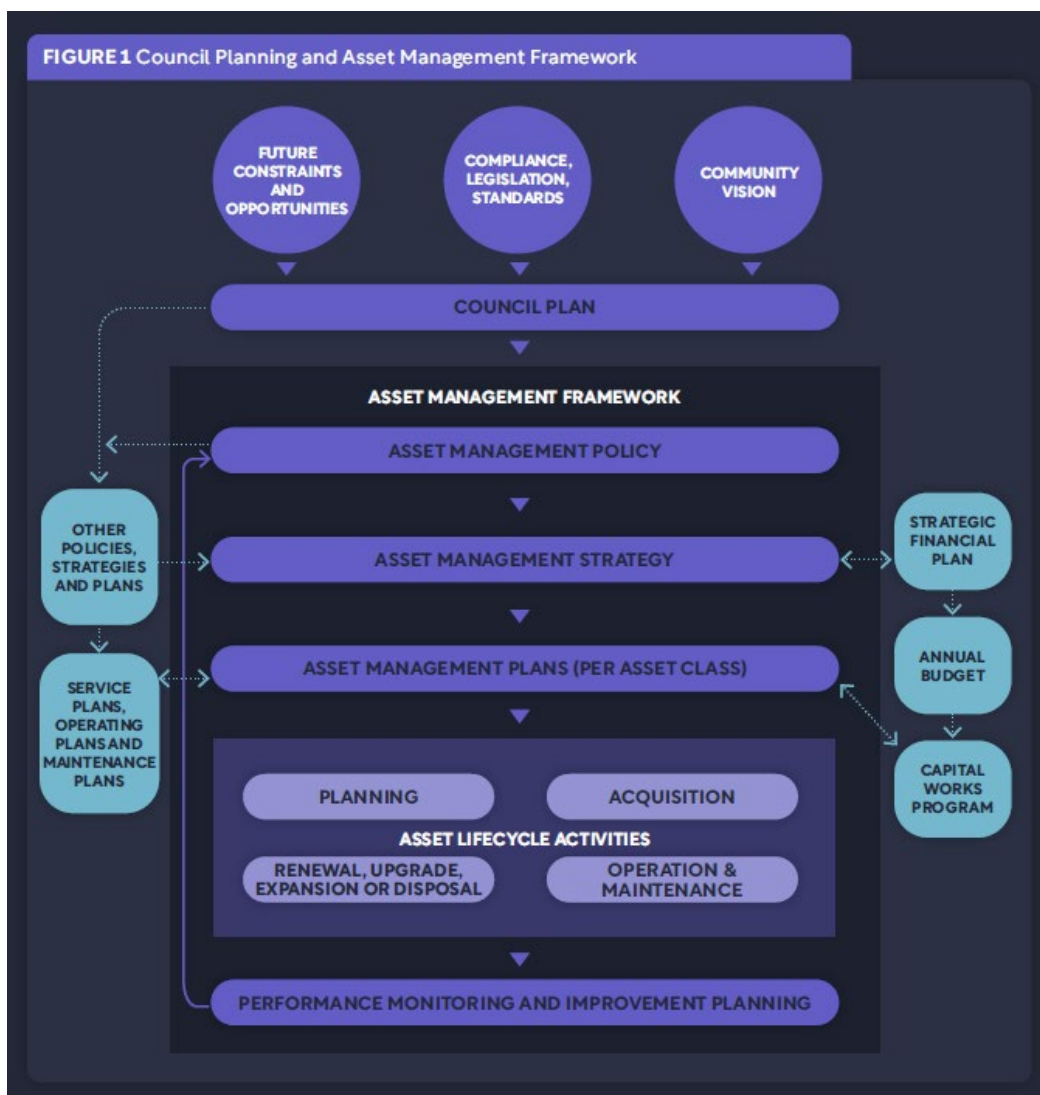 FIGURE 1 Council Planning and Asset Management Framework
FUTURE
CONSTRAINTS
AND
OPPORTUNITIES
COMPLIANCE,
LEGISLATION,
STANDARDS
COMMUNITY
VISION
COUNCIL PLAN
ASSET MANAGEMENT FRAMEWORK
ASSET MANAGEMENT POLICY
OTHER
POLICIES,
STRATEGIES
AND PLANS
ASSET MANAGEMENT STRATEGY
STRATEGIC
FINANCIAL
PLAN
ASSET MANAGEMENT PLANS (PER ASSET CLASS)
ANNUAL
BUDGET
SERVICE
PLANS,
OPERATING
PLANS AND
MAINTENANCE
PLANS
CAPITAL
WORKS
PROGRAM
PLANNING
ACQUISITION
ASSET LIFECYCLE ACTIVITIES
RENEWAL, UPGRADE,
EXPANSION OR DISPOSAL
OPERATION &
MAINTENANCE
PERFORMANCE MONITORING AND IMPROVEMENT PLANNING